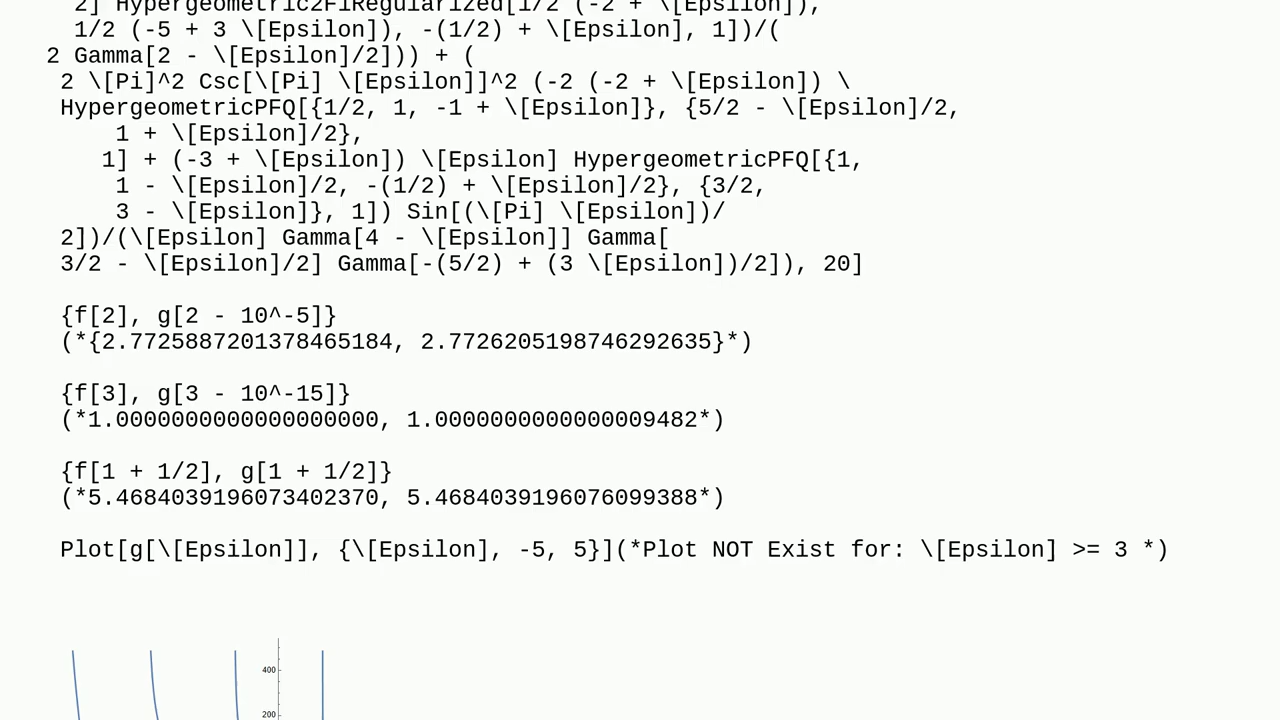 2] Hypergeometric2F1Regularized[1/2 (-2 + \[Epsilon]),
1/2 (-5 + 3 \[Epsilon]), -(1/2) + \[Epsilon], 1])/(
2 Gamma[2 - \[Epsilon]/2])) + (
2 \[Pi]^2 Csc[\[Pi] \[Epsilon]]^2 (-2 (-2 + \[Epsilon]) \
HypergeometricPFQ[{1/2, 1, -1 + \[Epsilon]}, {5/2 - \[Epsilon]/2,
1 + \[Epsilon]/2},
1] + (-3 + \[Epsilon]) \[Epsilon] HypergeometricPFQ[{1,
1 - \[Epsilon]/2, -(1/2) + \[Epsilon]/2}, {3/2,
3 - \[Epsilon]}, 1]) Sin[(\[Pi] \[Epsilon])/
2])/(\[Epsilon] Gamma[4 - \[Epsilon]] Gamma[
3/2 - \[Epsilon]/2] Gamma[-(5/2) + (3 \[Epsilon])/2]), 20]
{f[2], g[2 - 10^-5]}
(*{2.7725887201378465184, 2.7726205198746292635}*)
{f[3], g[3 - 10^-15]}
(*1.0000000000000000000, 1.0000000000000009482*)
{f[1 + 1/2], g[1 + 1/2]}
(*5.4684039196073402370, 5.4684039196076099388*)
Plot[g[\[Epsilon]], {\[Epsilon], -5, 5}](*Plot NOT Exist for: \[Epsilon] >= 3 *)
400
200